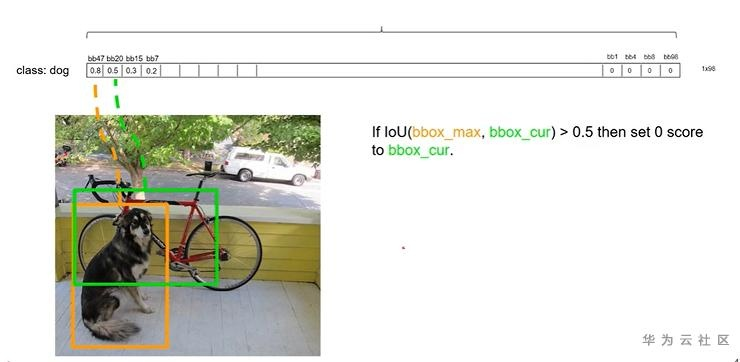 bb47 bb20 bb15 bb7 bb1 bb4 bb8 bb98
class: dog 0.8 0.5 0.3 0.2 0 0 0 0 1x98
If IoU(bbox_max, bbox_cur) > 0.5 then set 0 score
to bbox_cur.
华为云社区